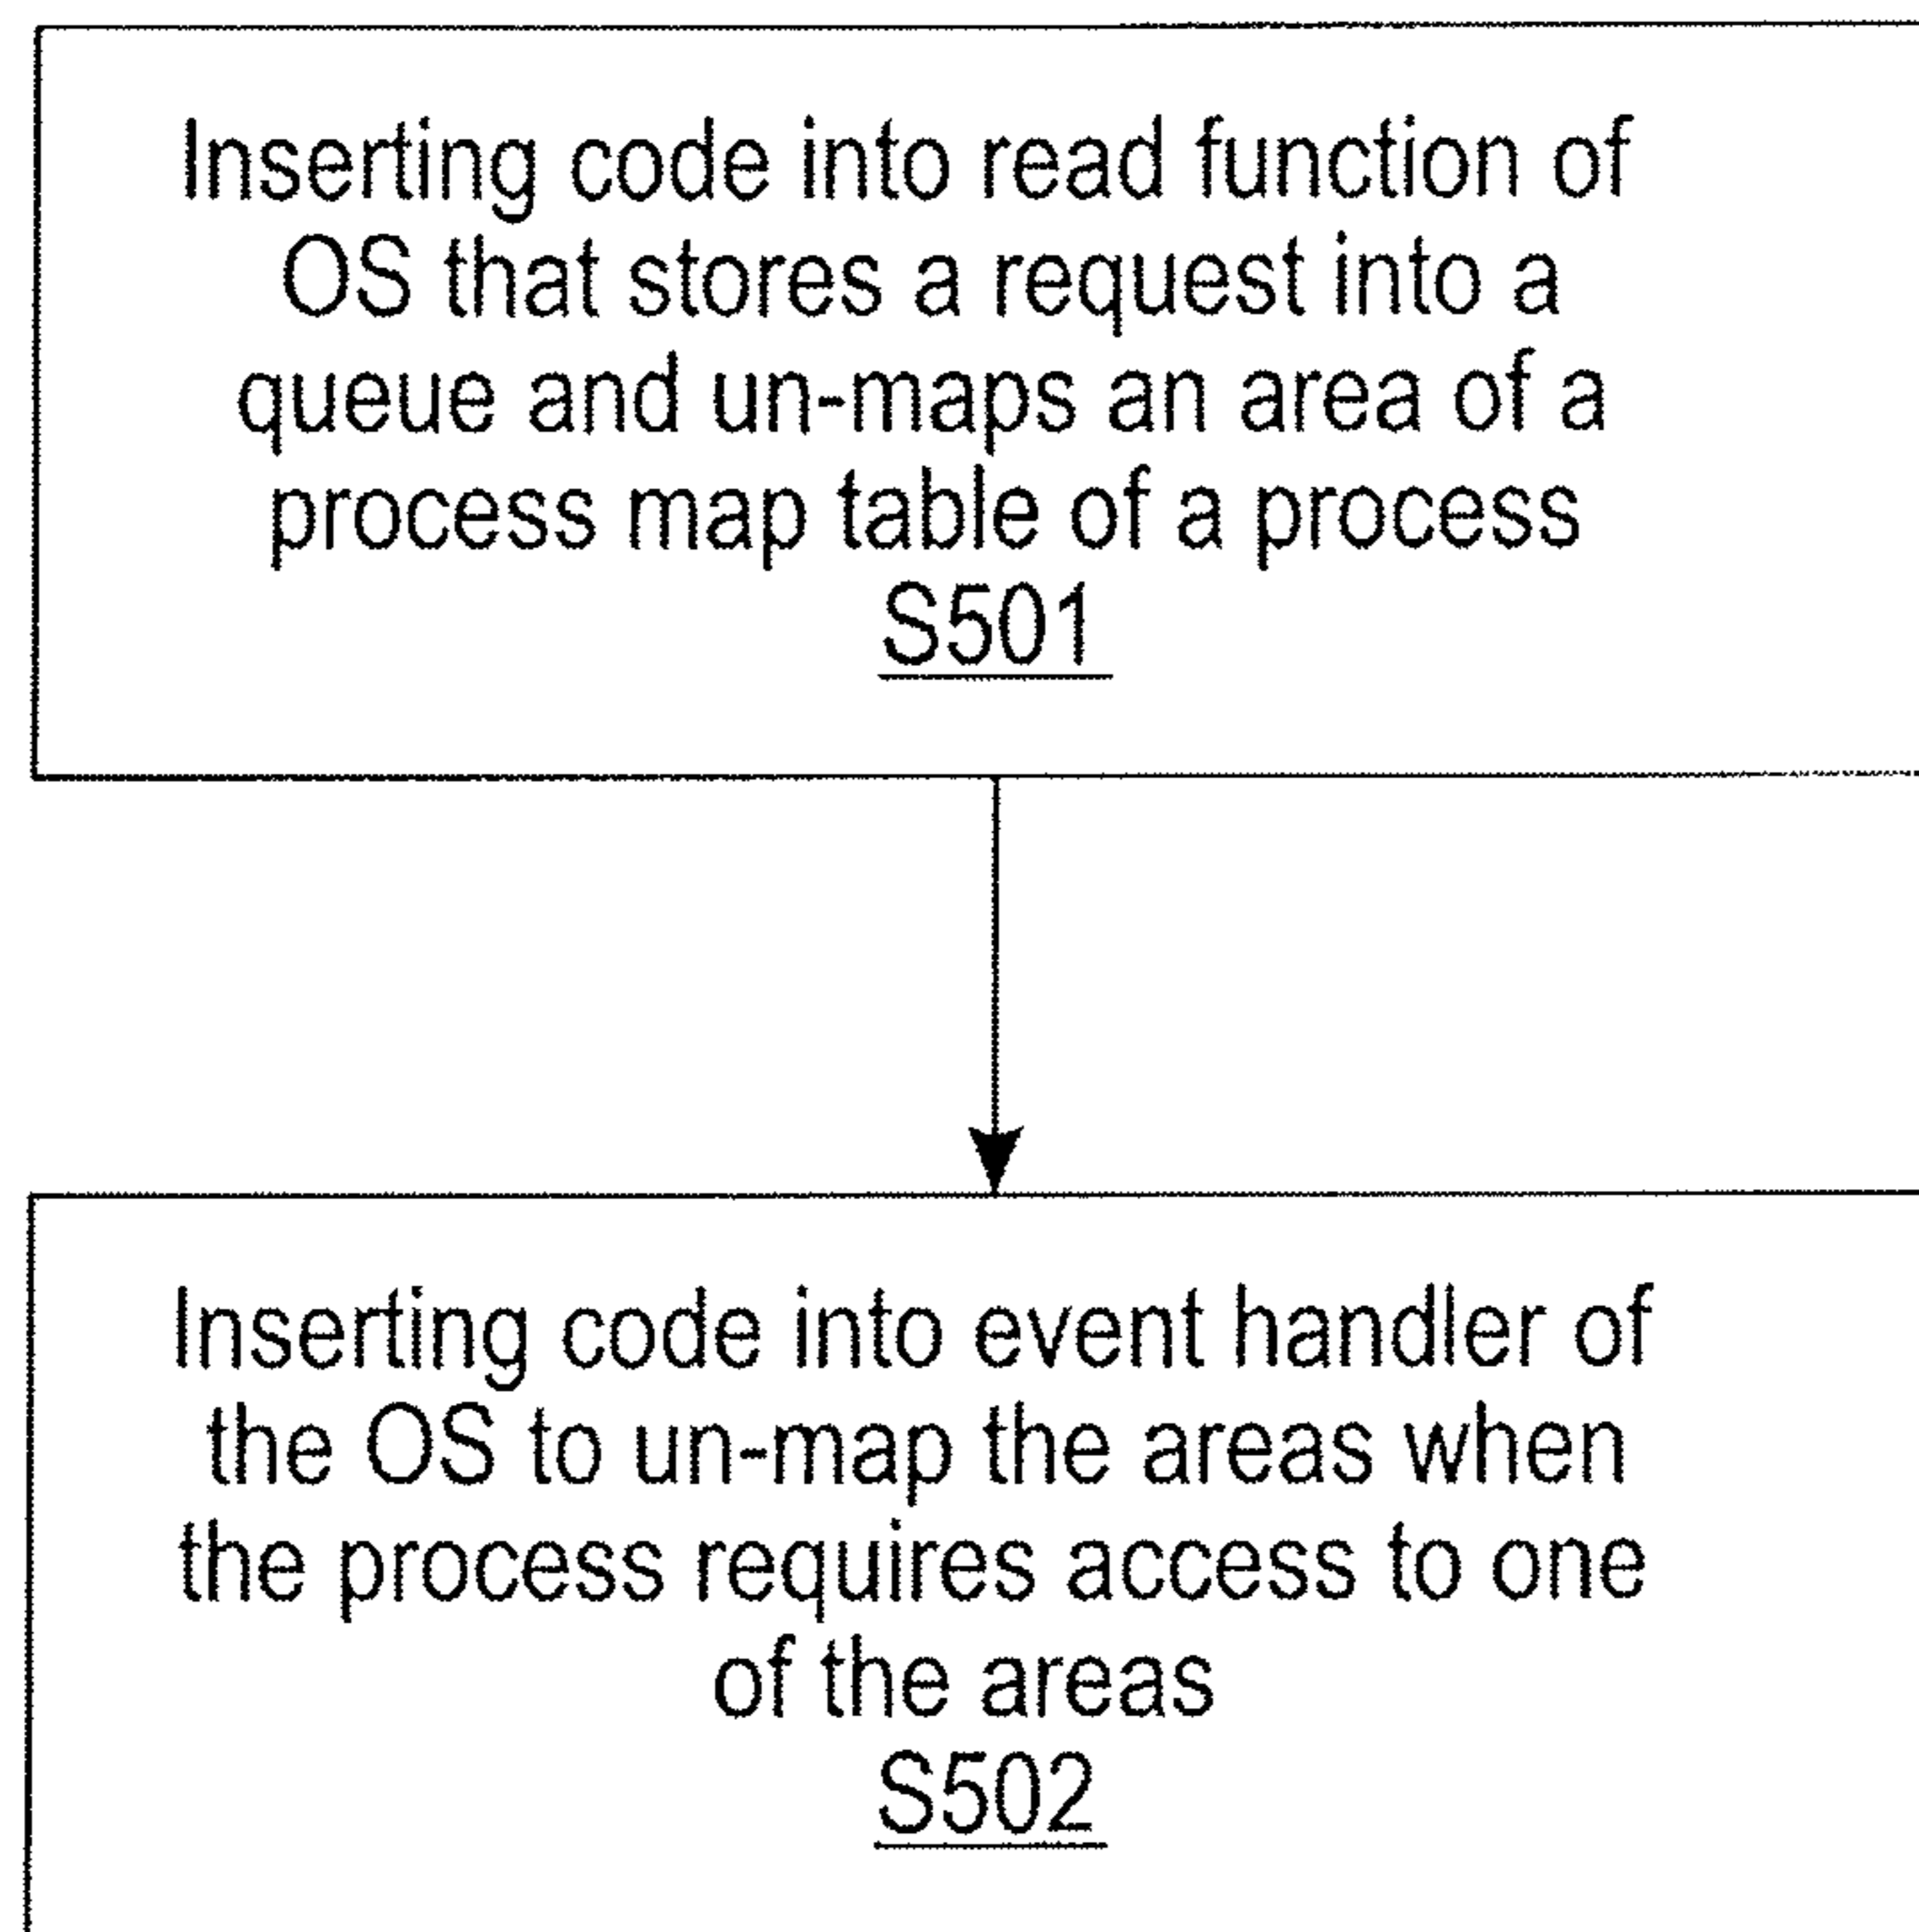 Inserting code into read function of
OS that stores a request into a
queue and un-maps an area of a
process map table of a process
S501
Inserting code into event handler of
the OS to un-map the areas when
the process requires access to one
of the areas
S502